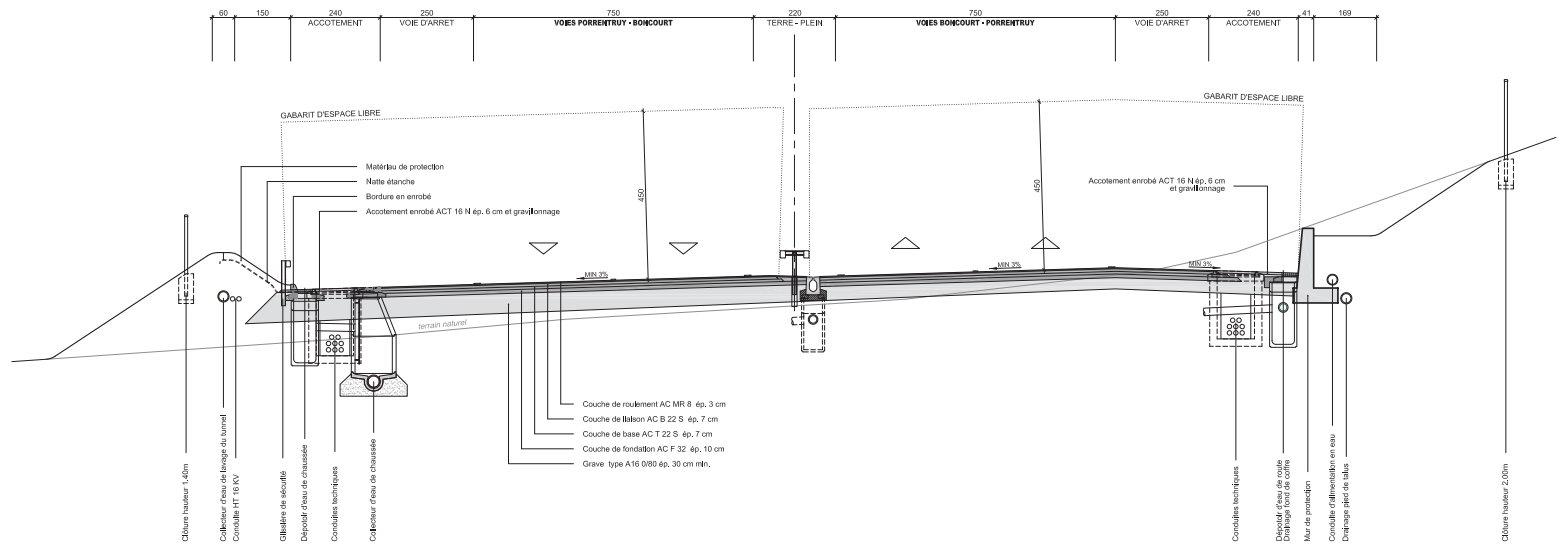 60 150 240 250 750 220 750 250 240 41 169
ACCOTEMENT VOIE D'ARRET VOIES PORRENTRUY - BONCOURT TERRE - PLEIN VOIES BONCOURT - PORRENTRUY VOIE D'ARRET ACCOTEMENT
GABARIT D'ESPACE LIBRE
GABARIT D'ESPACE LIBRE
Matériau de protection
Natte étanche
Bordure en enrobé
Accotement enrobé ACT 16 N ép. 6 cm et gravillonnage
450
450
Accotement enrobé ACT 16 N ép. 6 cm
et gravillonnage
MIN 3%
MIN 3%
MIN 3%
terrain naturel
Couche de roulement AC MR 8 ép. 3 cm
Couche de liaison AC B 22 S ép. 7 cm
Couche de base AC T 22 S ép. 7 cm
Couche de fondation AC F 32 ép. 10 cm
Grave type A16 0/80 ép. 30 cm min.
Clôture hauteur 1.40m
Collecteur d'eau de lavage du tunnel
Conduite HT 16 KV
Glissière de sécurité
Dépotoir d'eau de chaussée
Conduites techniques
Collecteur d'eau de chaussée
Conduites techniques
Dépotoir d'eau de route
Drainage fond de coffre
Mur de protection
Conduite d'alimentation en eau
Drainage pied de talus
Clôture hauteur 2.00m